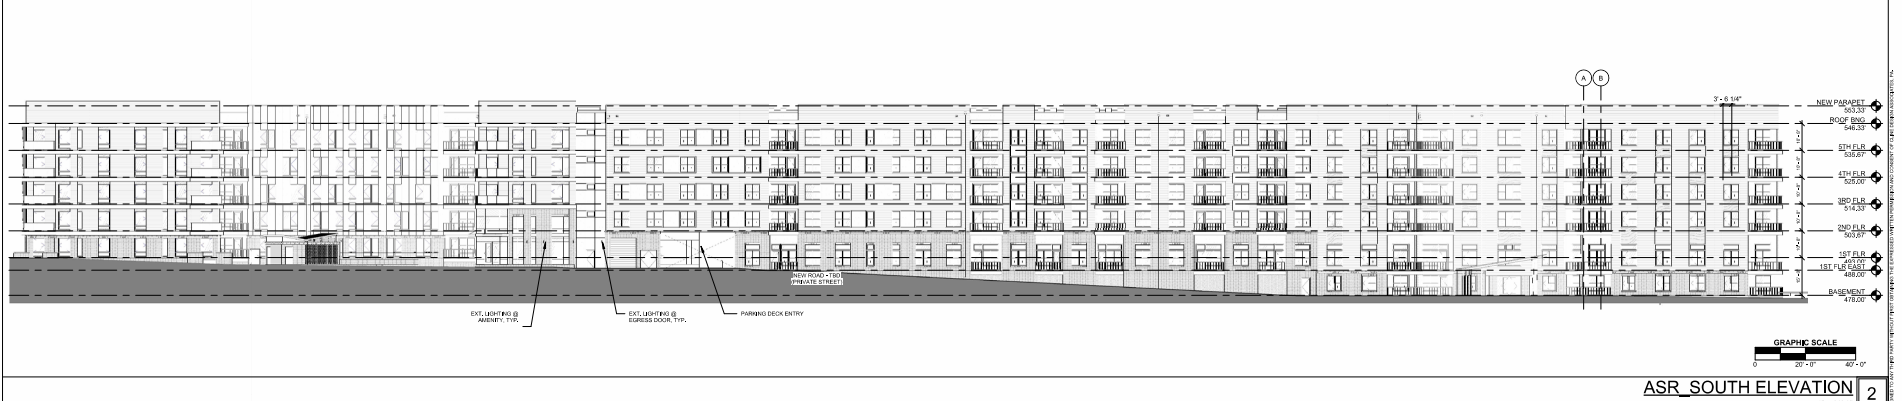 A B
3' - 6 1/4"
NEW PARAPET
553.33'
ROOF BNG
546.33'
5TH FLR
535.67'
4TH FLR
525.00'
3RD FLR
514.33'
2ND FLR
503.67'
1ST FLR
493.00'
1ST FLR EAST
488.00'
BASEMENT
478.00'
NEW ROAD - TBD
(PRIVATE STREET)
EXT. LIGHTING @
AMENITY, TYP.
EXT. LIGHTING @
EGRESS DOOR, TYP.
PARKING DECK ENTRY
GRAPHIC SCALE
0 20' - 0" 40' - 0"
ASR_SOUTH ELEVATION
2